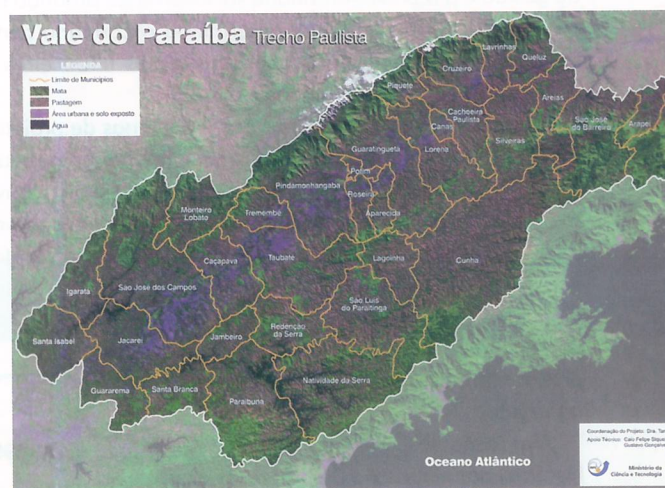 Vale do Paraíba Trecho Paulista
LEGENDA
Limite de Municípios
Mata
Pastagem
Área urbana e solo exposto
Água
Lavrinhas
Queluz
Cruzeiro
Piquete
Areias
Cachoeira
Paulista
Canas
São José
do Barreiro
Arapeí
Guaratinguetá
Lorena
Silveiras
Potim
Pindamonhangaba
Roseira
Monteiro
Lobato
Tremembé
Aparecida
Caçapava
Taubaté
Lagoinha
Cunha
Igaratá
São José dos Campos
São Luís
do Paraitinga
Santa Isabel
Jacareí
Jambeiro
Redenção
da Serra
Guararema
Santa Branca
Paraibuna
Natividade da Serra
Oceano Atlântico
Coordenação do Projeto: Dra. Tan
Apoio Técnico: Caio Felipe Sique
Gustavo Gonçalve
Ministério da
Ciência e Tecnologia